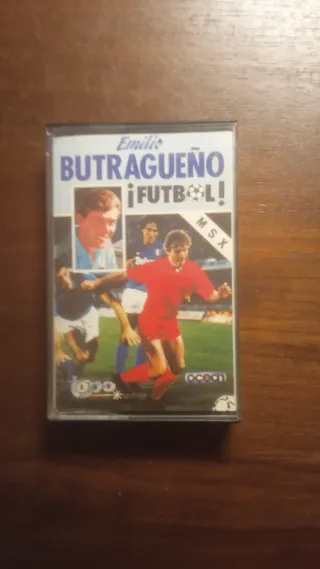 Emilio
BUTRAGUEÑO
¡FUTBOL!
MSX
ocean